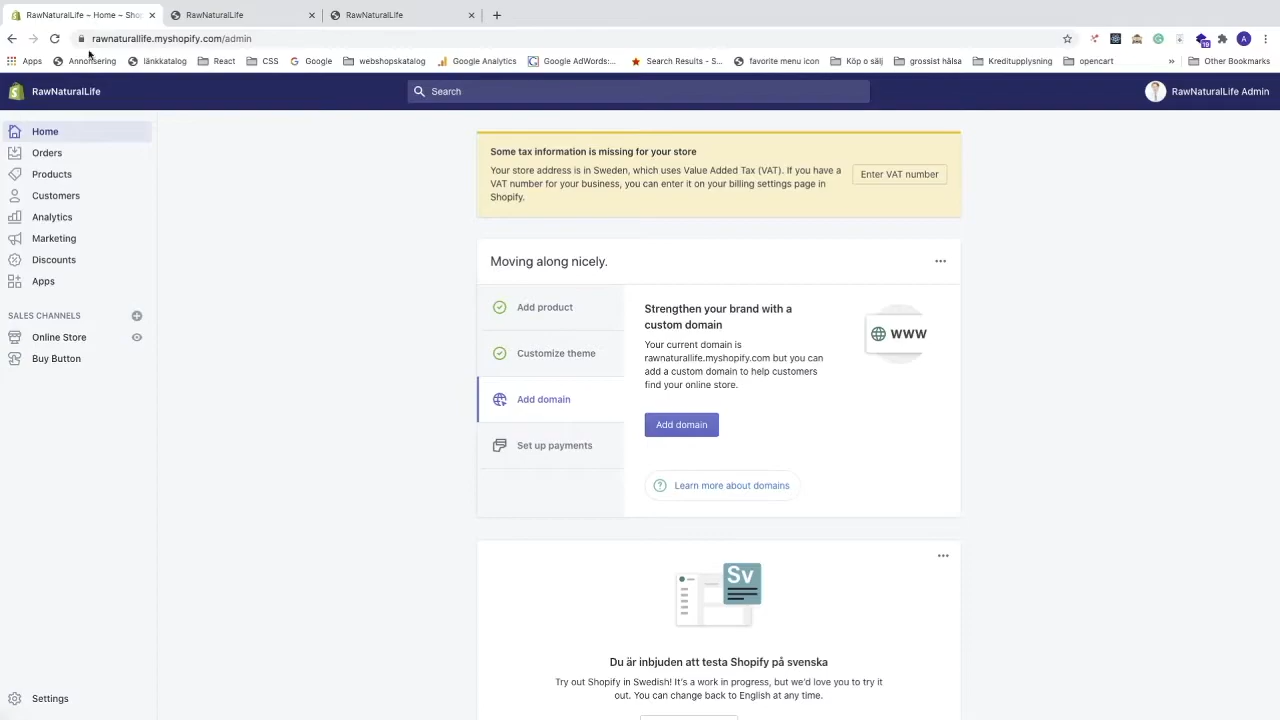 RawNaturalLife ~ Home ~ Sho
RawNaturalLife
RawNaturalLife
rawnaturallife.myshopify.com/admin
A
Apps
Annonsering
länkkatalog
React
CSS
Google
webshopskatalog
Google Analytics
Google AdWords:...
Search Results - S...
favorite menu icon
Köp o sälj
grossist hälsa
Kreditupplysning
opencart
»
Other Bookmarks
RawNaturalLife
Search
RawNaturalLife Admin
Home
Orders
Products
Customers
Analytics
Marketing
Discounts
Apps
SALES CHANNELS
Online Store
Buy Button
Settings
Some tax information is missing for your store
Your store address is in Sweden, which uses Value Added Tax (VAT). If you have a
VAT number for your business, you can enter it on your billing settings page in
Shopify.
Enter VAT number
Moving along nicely.
Add product
Customize theme
Add domain
Set up payments
Strengthen your brand with a
custom domain
Your current domain is
rawnaturallife.myshopify.com but you can
add a custom domain to help customers
find your online store.
WWW
Add domain
Learn more about domains
Sv
Du är inbjuden att testa Shopify på svenska
Try out Shopify in Swedish! It's a work in progress, but we'd love you to try it
out. You can change back to English at any time.